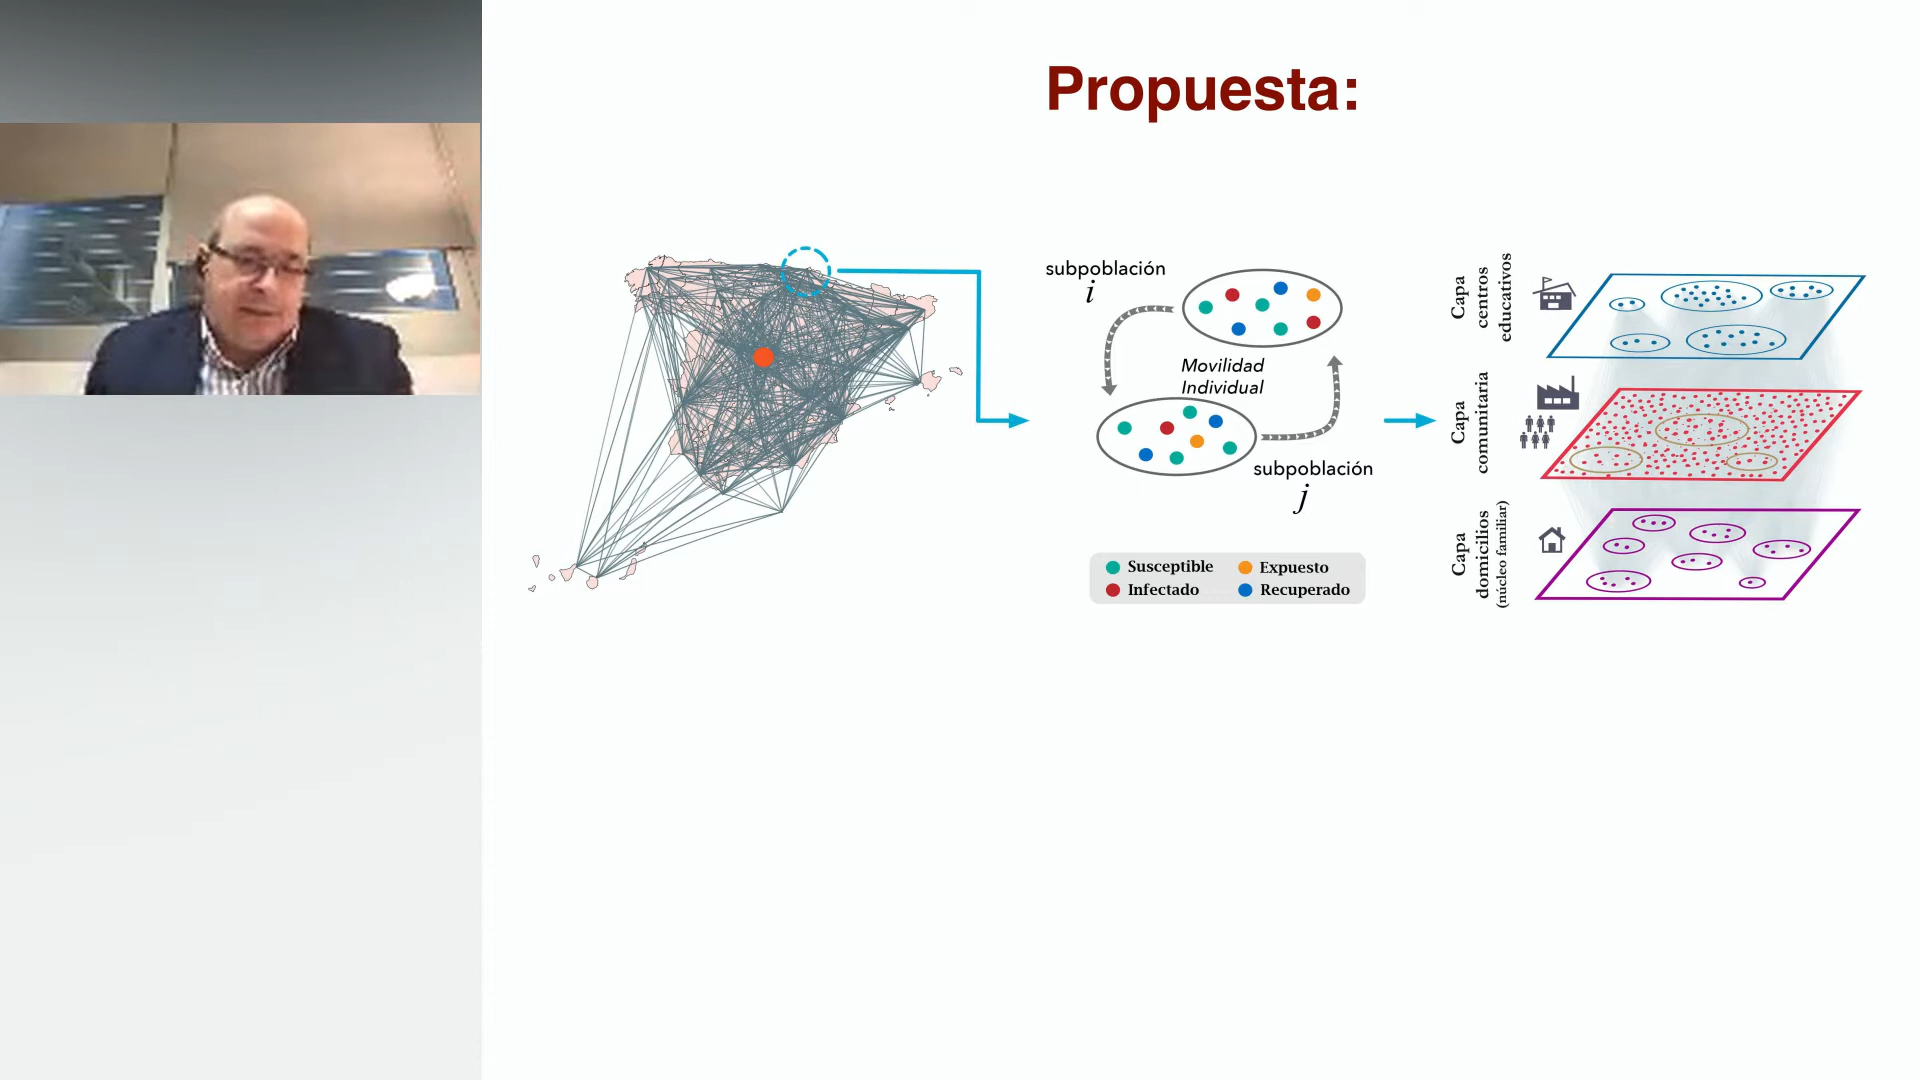 Propuesta:
subpoblación
i
Movilidad
Individual
subpoblación
j
Susceptible
Expuesto
Infectado
Recuperado
Capa
centros
educativos
Capa
comunitaria
Capa
domicilios
(núcleo familiar)